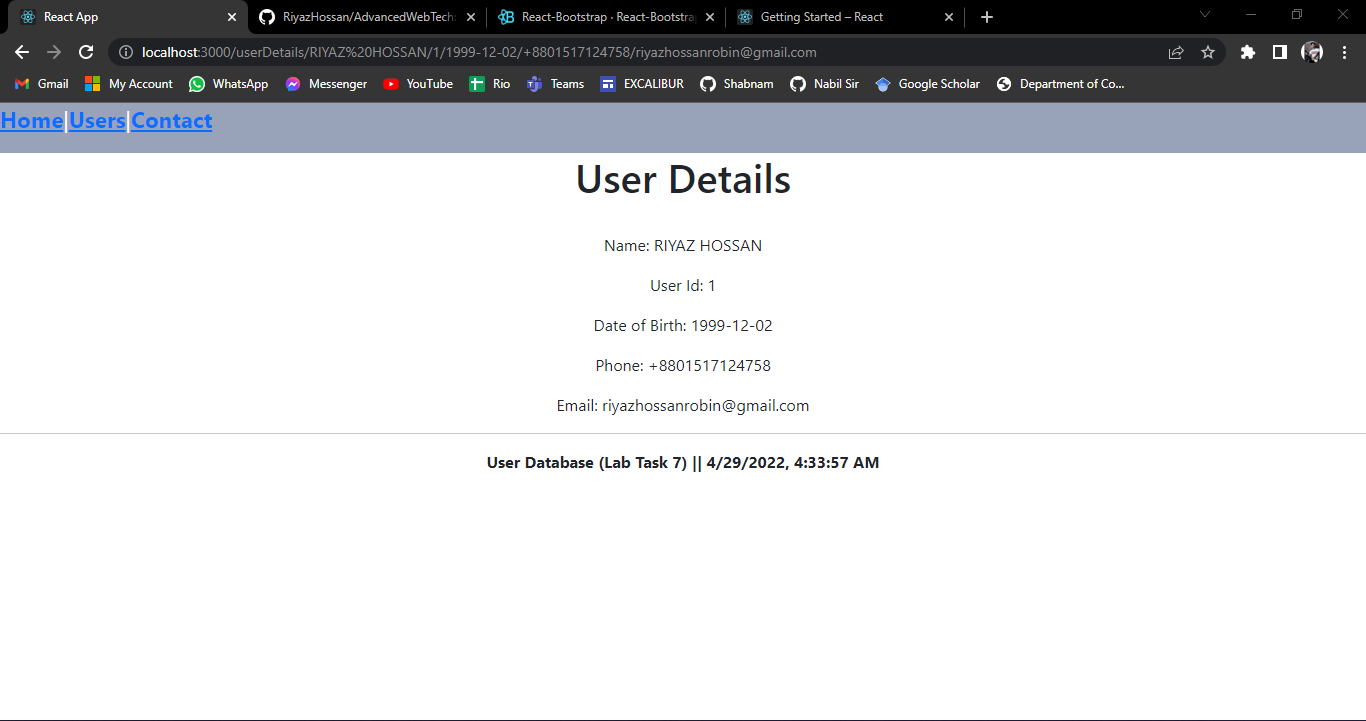 React App
RiyazHossan/AdvancedWebTech
React-Bootstrap · React-Bootstra
Getting Started – React
localhost:3000/userDetails/RIYAZ%20HOSSAN/1/1999-12-02/+8801517124758/riyazhossanrobin@gmail.com
Gmail My Account WhatsApp Messenger YouTube Rio Teams EXCALIBUR Shabnam Nabil Sir Google Scholar Department of Co...
Home|Users|Contact
User Details
Name: RIYAZ HOSSAN
User Id: 1
Date of Birth: 1999-12-02
Phone: +8801517124758
Email: riyazhossanrobin@gmail.com
User Database (Lab Task 7) || 4/29/2022, 4:33:57 AM